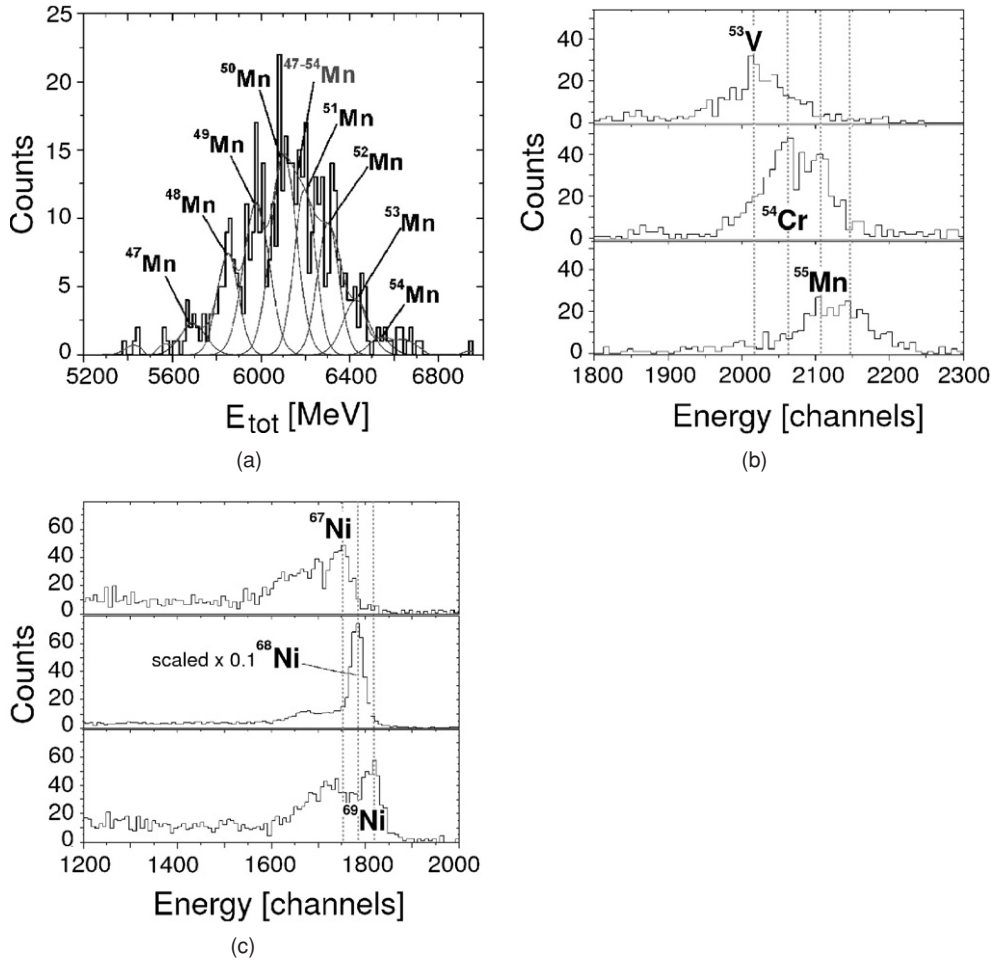 25
20
15
10
5
0
Counts
⁴⁷Mn
⁴⁸Mn
⁴⁹Mn
⁵⁰Mn
⁴⁷⁻⁵⁴Mn
⁵¹Mn
⁵²Mn
⁵³Mn
⁵⁴Mn
5200 5600 6000 6400 6800
E_tot [MeV]
(a)
40
20
0
⁵³V
40
20
0
⁵⁴Cr
40
20
0
⁵⁵Mn
Counts
1800 1900 2000 2100 2200 2300
Energy [channels]
(b)
60
40
20
0
⁶⁷Ni
60
40
20
0
scaled x 0.1 ⁶⁸Ni
60
40
20
0
⁶⁹Ni
Counts
1200 1400 1600 1800 2000
Energy [channels]
(c)